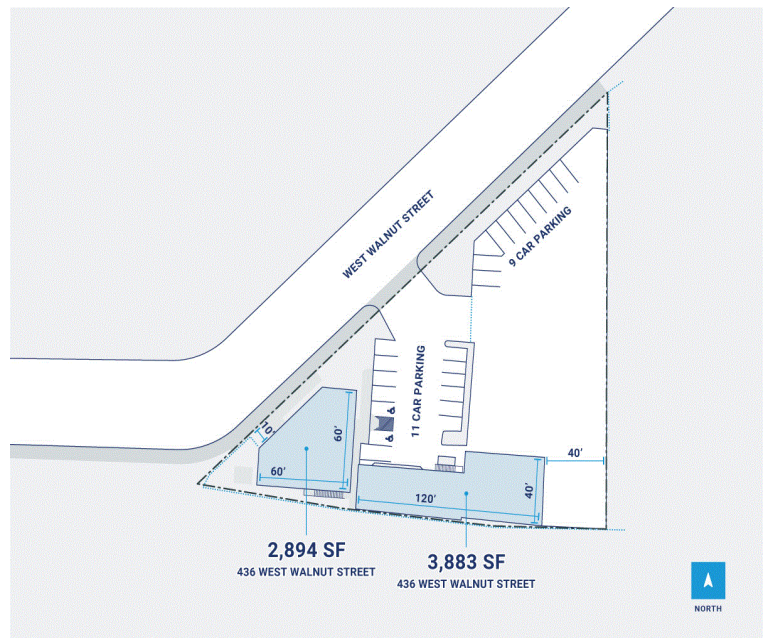 WEST WALNUT STREET
9 CAR PARKING
11 CAR PARKING
10'
60'
60'
40'
120'
40'
2,894 SF
436 WEST WALNUT STREET
3,883 SF
436 WEST WALNUT STREET
NORTH